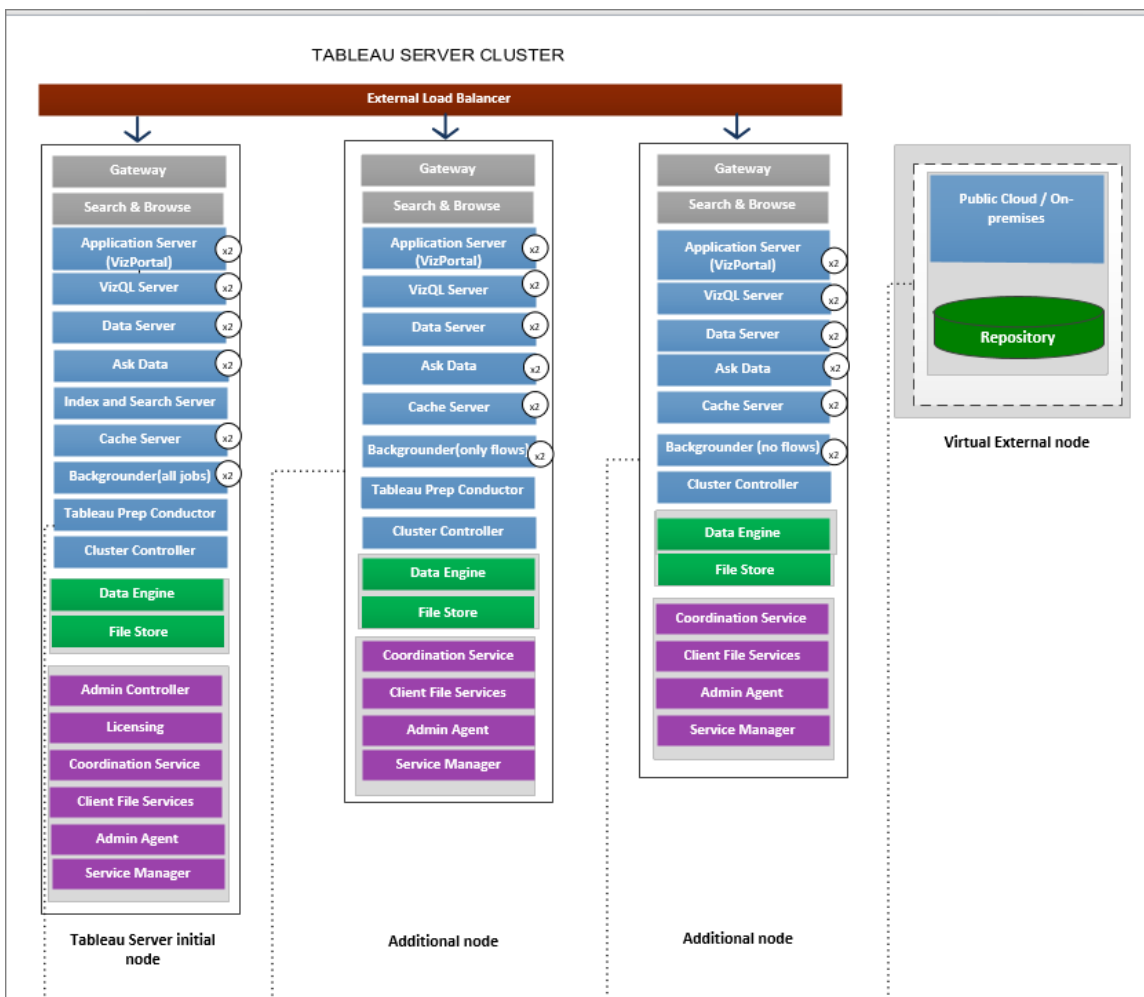 TABLEAU SERVER CLUSTER
External Load Balancer
Gateway
Search & Browse
Application Server
(VizPortal)
x2
VizQL Server
x2
Data Server
x2
Ask Data
x2
Index and Search Server
Cache Server
x2
Backgrounder(all jobs)
x2
Tableau Prep Conductor
Cluster Controller
Data Engine
File Store
Admin Controller
Licensing
Coordination Service
Client File Services
Admin Agent
Service Manager
Tableau Server initial
node
Gateway
Search & Browse
Application Server
(VizPortal)
x2
VizQL Server
x2
Data Server
x2
Ask Data
x2
Cache Server
x2
Backgrounder(only flows)
x2
Tableau Prep Conductor
Cluster Controller
Data Engine
File Store
Coordination Service
Client File Services
Admin Agent
Service Manager
Additional node
Gateway
Search & Browse
Application Server
(VizPortal)
x2
VizQL Server
x2
Data Server
x2
Ask Data
x2
Cache Server
x2
Backgrounder (no flows)
x2
Cluster Controller
Data Engine
File Store
Coordination Service
Client File Services
Admin Agent
Service Manager
Additional node
Public Cloud / On-
premises
Repository
Virtual External node